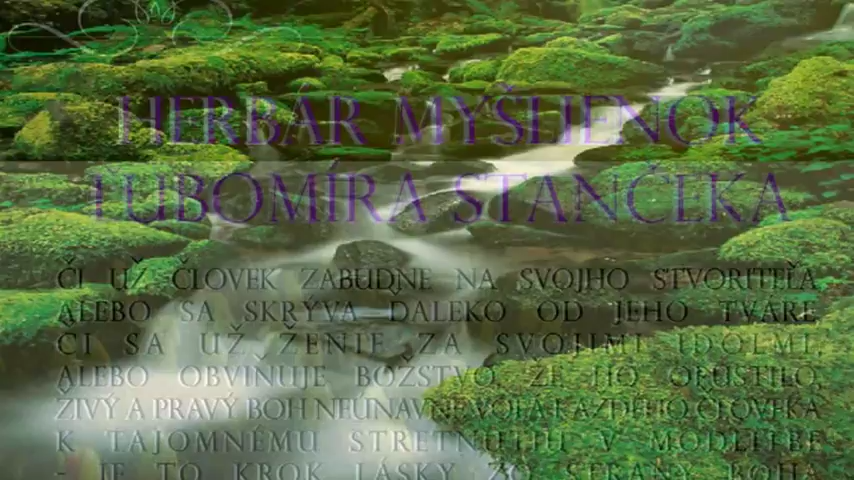 HERBÁR MYŠLIENOK
ĽUBOMÍRA STANČEKA
ČI UŽ ČLOVEK ZABUDNE NA SVOJHO STVORITEĽA
ALEBO SA SKRÝVA ĎALEKO OD JEHO TVÁRE,
ČI SA UŽ ŽENIE ZA SVOJIMI IDOLMI,
ALEBO OBVIŇUJE BOŽSTVO, ŽE HO OPUSTILO,
ŽIVÝ A PRAVÝ BOH NEÚNAVNE VOLÁ KAŽDÉHO ČLOVEKA
K TAJOMNÉMU STRETNUTIU V MODLITBE
- JE TO KROK LÁSKY ZO STRANY BOHA